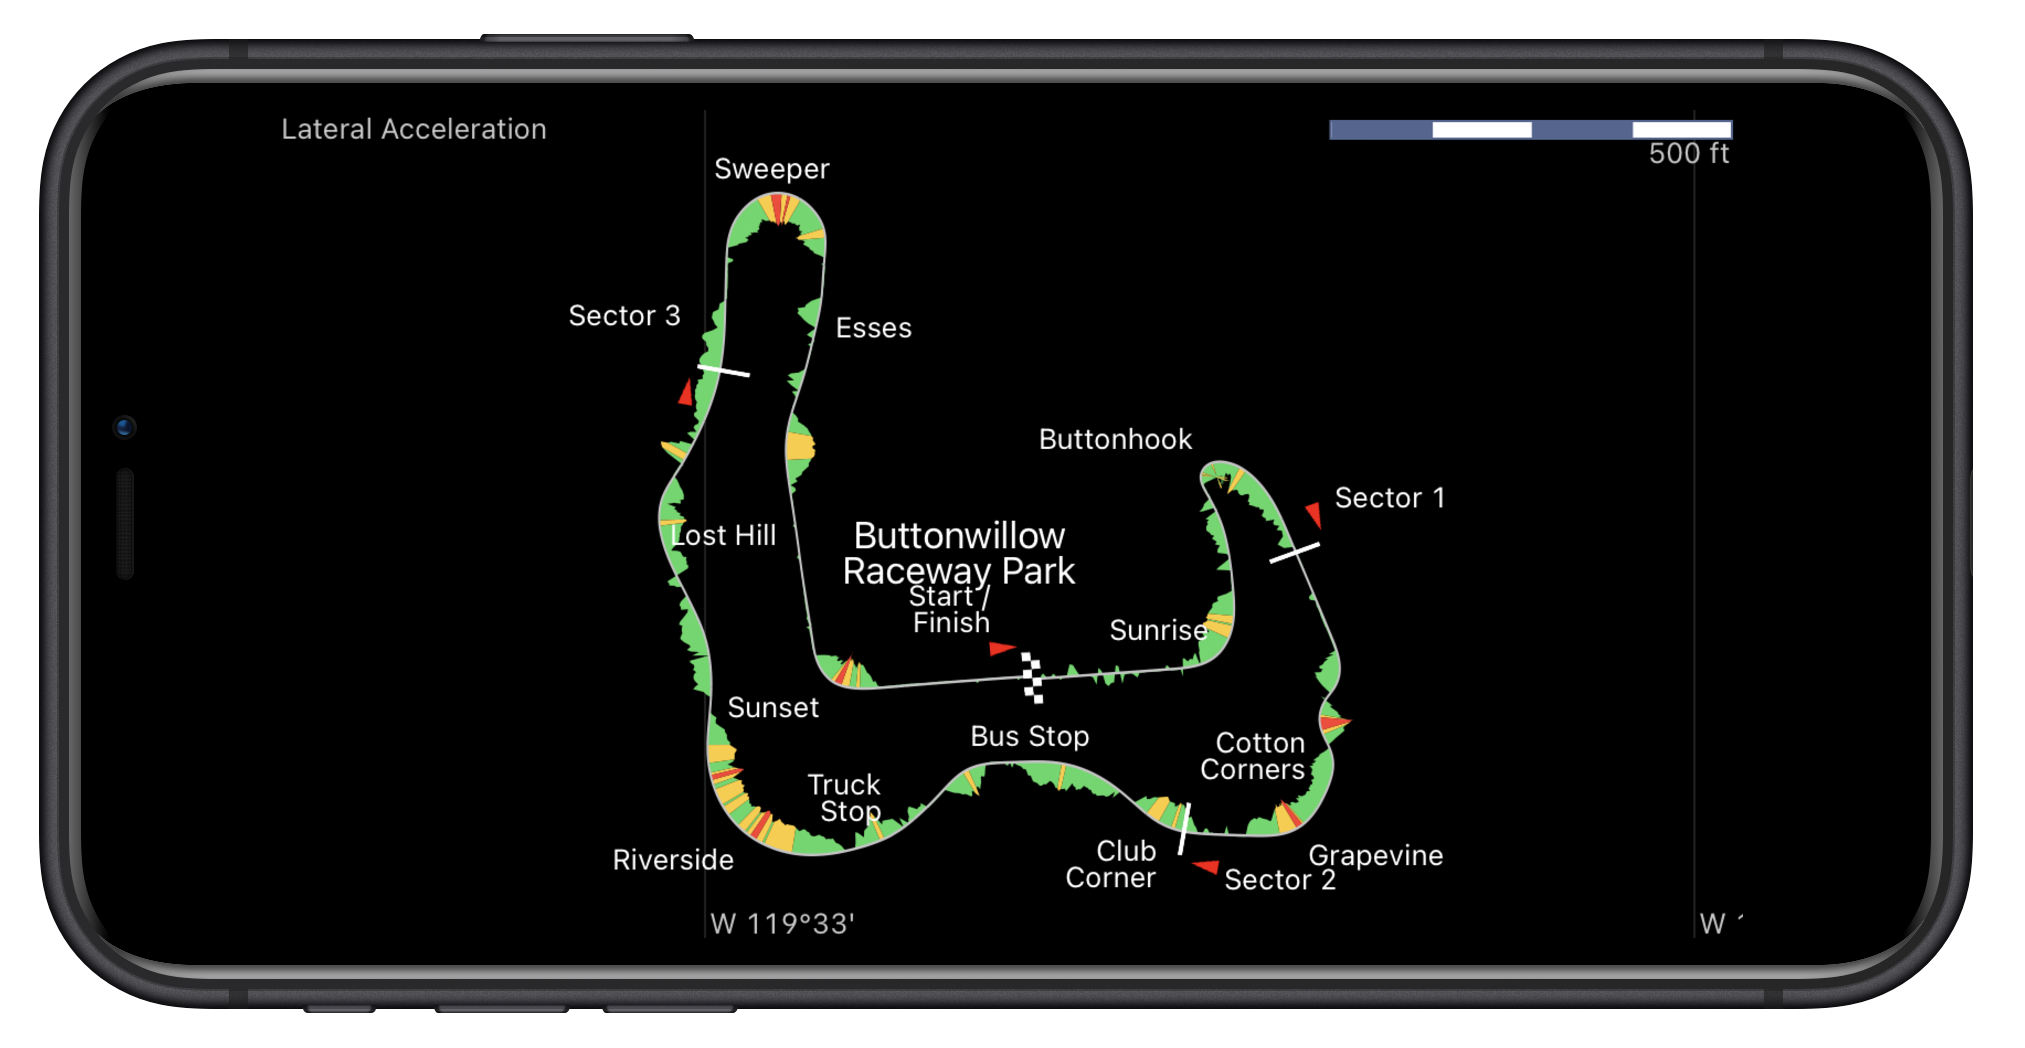 Lateral Acceleration
500 ft
Sweeper
Sector 3
Esses
Buttonhook
Sector 1
Lost Hill
Buttonwillow
Raceway Park
Start /
Finish
Sunrise
Sunset
Bus Stop
Cotton
Corners
Truck
Stop
Riverside
Club
Corner
Grapevine
Sector 2
W 119°33'
W